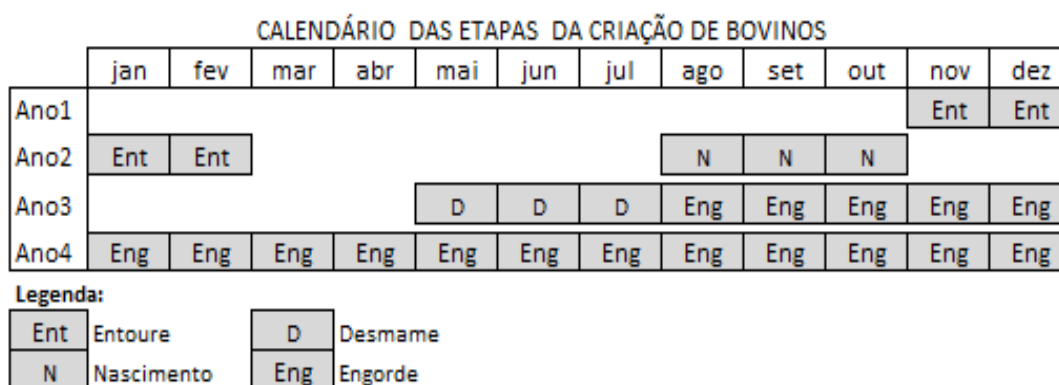 CALENDÁRIO DAS ETAPAS DA CRIAÇÃO DE BOVINOS
jan fev mar abr mai jun jul ago set out nov dez
Ano1 Ent Ent
Ano2 Ent Ent N N N
Ano3 D D D Eng Eng Eng Eng Eng
Ano4 Eng Eng Eng Eng Eng Eng Eng Eng Eng Eng Eng Eng
Legenda:
Ent Entoure D Desmame
N Nascimento Eng Engorde